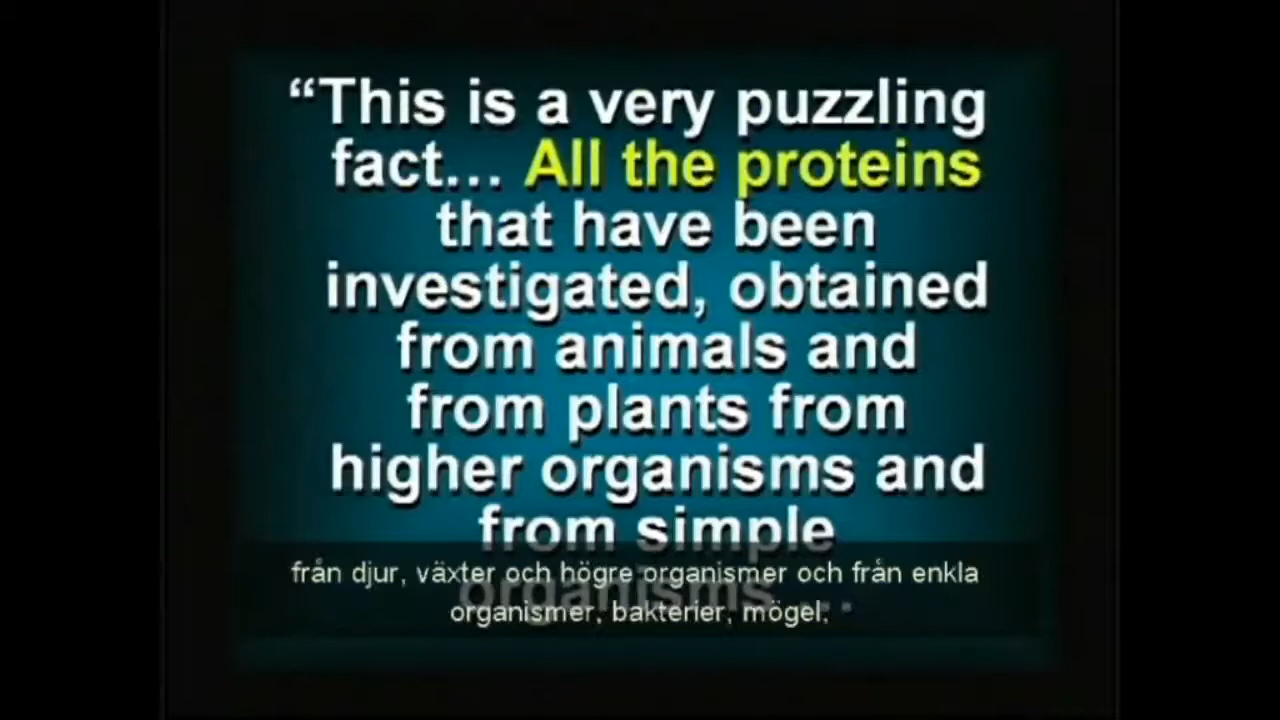 “This is a very puzzling
fact... All the proteins
that have been
investigated, obtained
from animals and
from plants from
higher organisms and
from simple
organisms ...
från djur, växter och högre organismer och från enkla
organismer, bakterier, mögel,